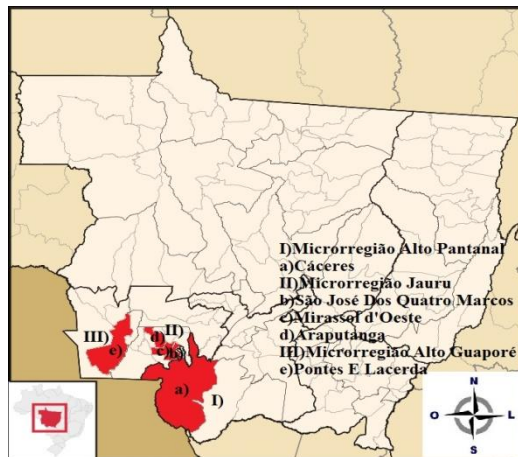 I)Microrregião Alto Pantanal
a)Cáceres
II)Microrregião Jauru
b)São José Dos Quatro Marcos
c)Mirassol d'Oeste
d)Araputanga
III)Microrregião Alto Guaporé
e)Pontes E Lacerda
III)
II)
d)
e)
c)
b)
a)
I)
N
O
L
S